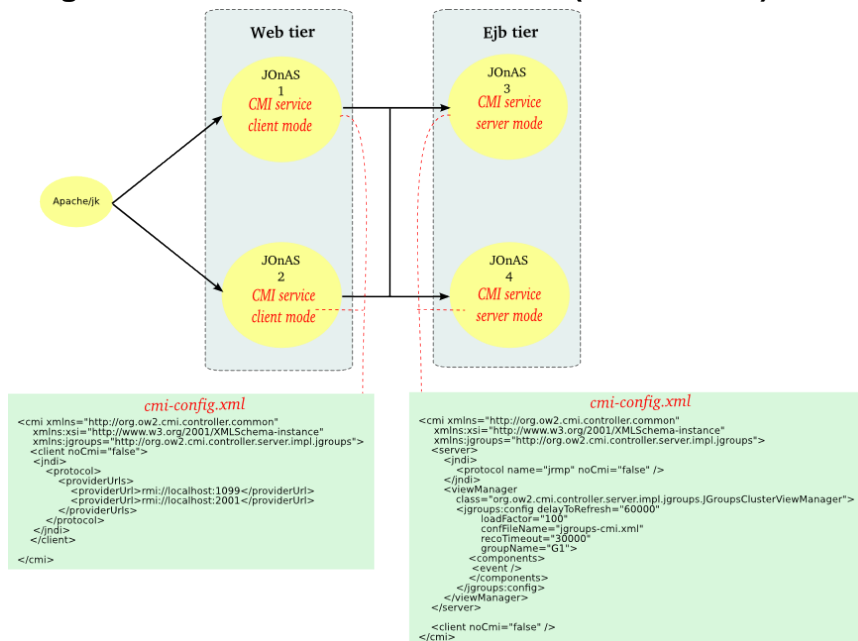 Web tier
Ejb tier
JOnAS
1
CMI service
client mode
JOnAS
3
CMI service
server mode
Apache/jk
JOnAS
2
CMI service
client mode
JOnAS
4
CMI service
server mode
cmi-config.xml
<cmi xmlns="http://org.ow2.cmi.controller.common"
xmlns:xsi="http://www.w3.org/2001/XMLSchema-instance"
xmlns:jgroups="http://org.ow2.cmi.controller.server.impl.jgroups">
<client noCmi="false">
<jndi>
<protocol>
<providerUrls>
<providerUrl>rmi://localhost:1099</providerUrl>
<providerUrl>rmi://localhost:2001</providerUrl>
</providerUrls>
</protocol>
</jndi>
</client>
</cmi>
cmi-config.xml
<cmi xmlns="http://org.ow2.cmi.controller.common"
xmlns:xsi="http://www.w3.org/2001/XMLSchema-instance"
xmlns:jgroups="http://org.ow2.cmi.controller.server.impl.jgroups">
<server>
<jndi>
<protocol name="jrmp" noCmi="false" />
</jndi>
<viewManager
class="org.ow2.cmi.controller.server.impl.jgroups.JGroupsClusterViewManager">
<jgroups:config delayToRefresh="60000"
loadFactor="100"
confFileName="jgroups-cmi.xml"
recoTimeout="30000"
groupName="G1">
<components>
<event />
</components>
</jgroups:config>
</viewManager>
</server>
<client noCmi="false" />
</cmi>